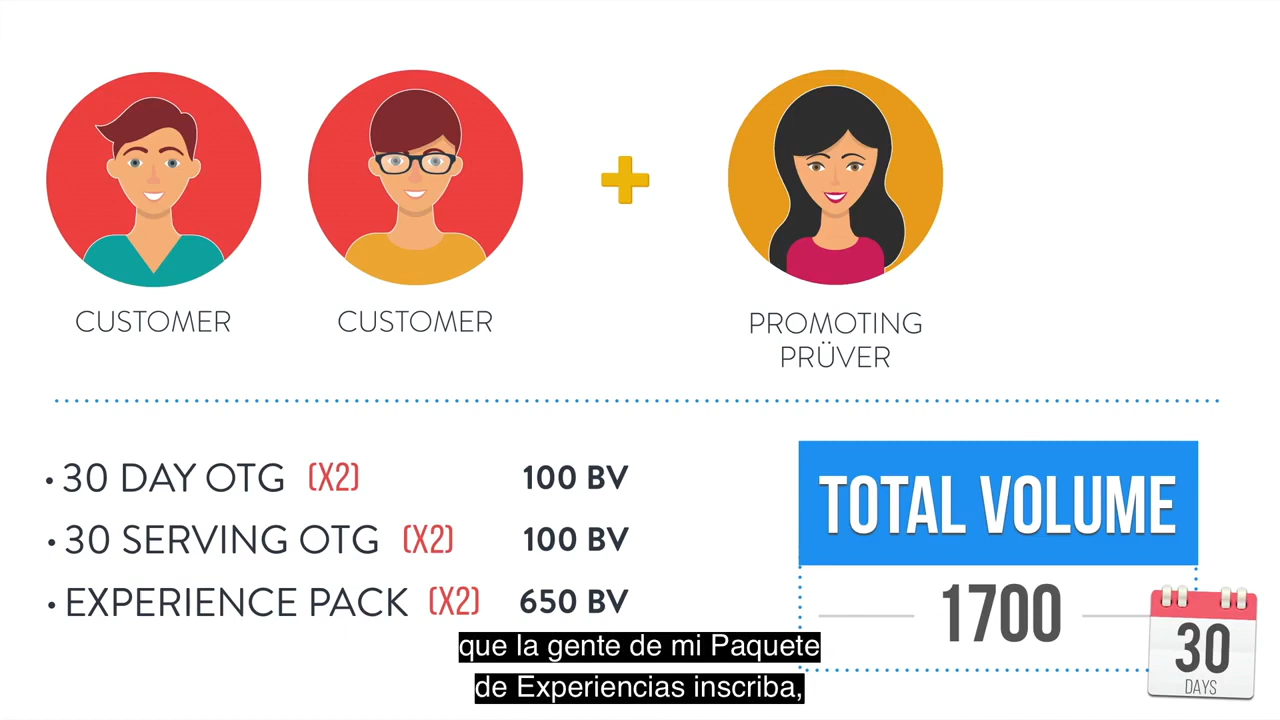 CUSTOMER
CUSTOMER
PROMOTING
PRÜVER
• 30 DAY OTG (X2) 100 BV
• 30 SERVING OTG (X2) 100 BV
• EXPERIENCE PACK (X2) 650 BV
TOTAL VOLUME
1700
30
DAYS
que la gente de mi Paquete
de Experiencias inscriba,